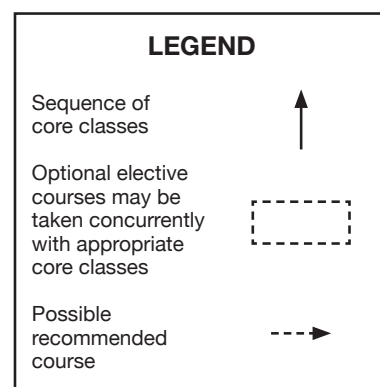 LEGEND
Sequence of
core classes
Optional elective
courses may be
taken concurrently
with appropriate
core classes
Possible
recommended
course